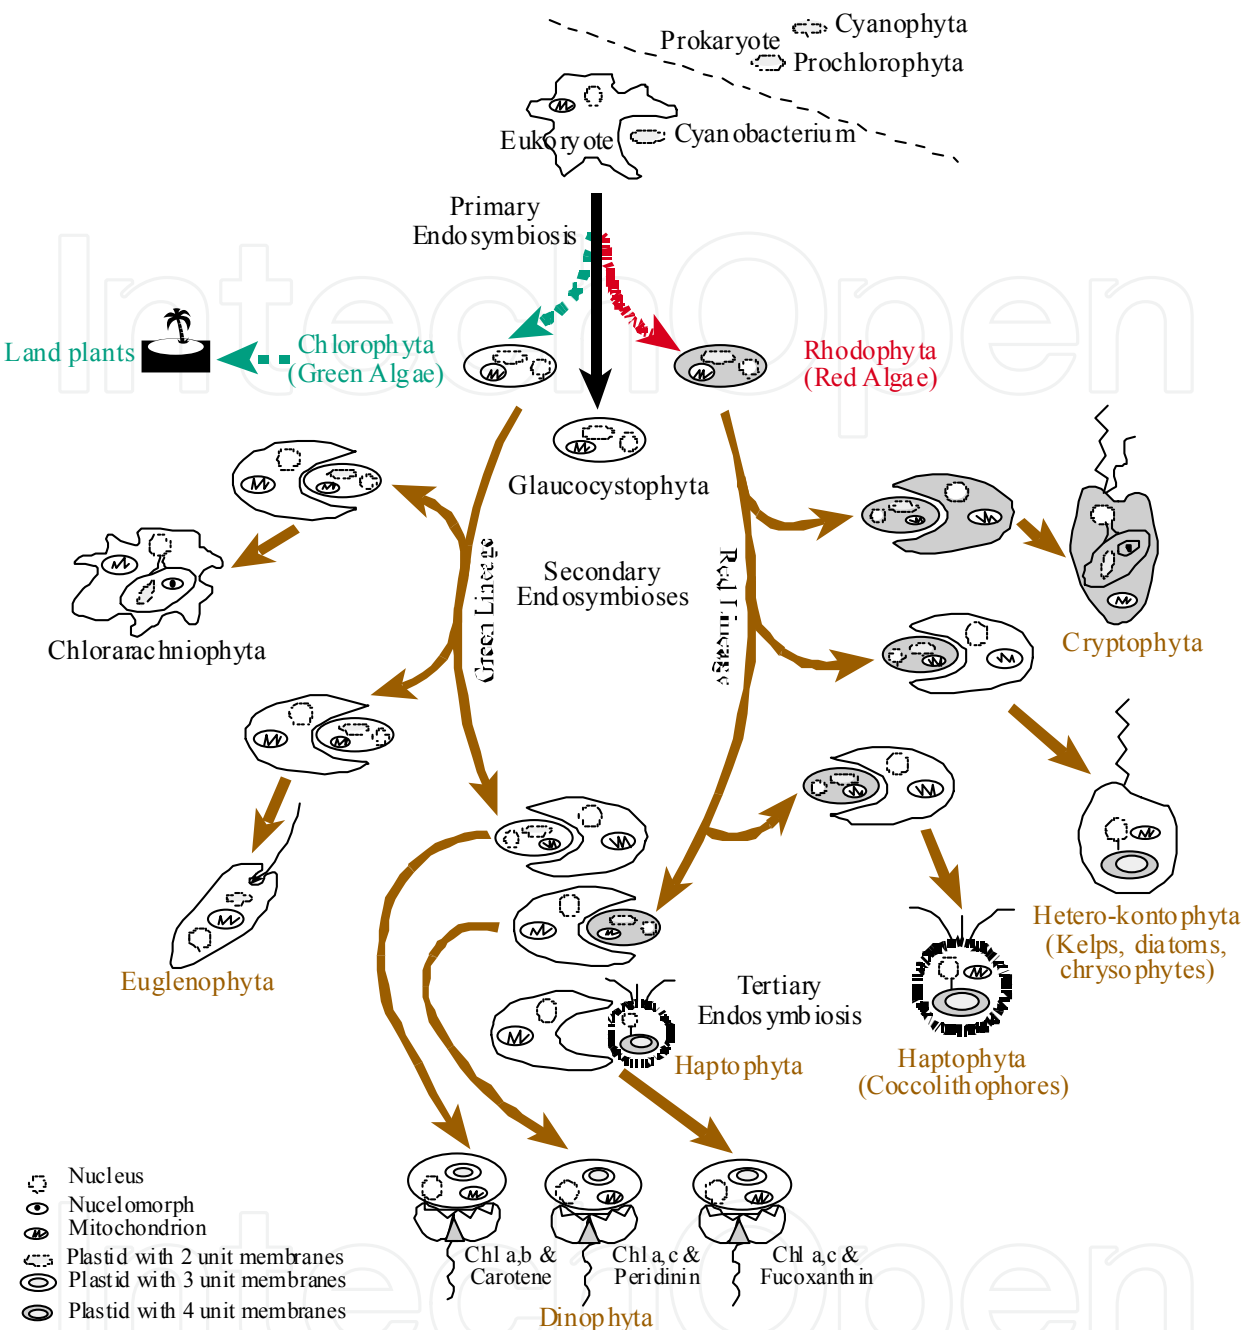 Cyanophyta
Prokaryote
Prochlorophyta
Eukoryote
Cyanobacterium
Primary
Endosymbiosis
Land plants
Chlorophyta
(Green Algae)
Rhodophyta
(Red Algae)
Glaucocystophyta
Green Lineage
Secondary
Endosymbioses
Red Lineage
Chlorarachniophyta
Cryptophyta
Euglenophyta
Hetero-kontophyta
(Kelps, diatoms,
chrysophytes)
Tertiary
Endosymbiosis
Haptophyta
Haptophyta
(Coccolithophores)
Nucleus
Nucelomorph
Mitochondrion
Plastid with 2 unit membranes
Plastid with 3 unit membranes
Plastid with 4 unit membranes
Chl a,b &
Carotene
Chl a,c &
Peridinin
Chl a,c &
Fucoxanthin
Dinophyta
IntechOpen
IntechOpen